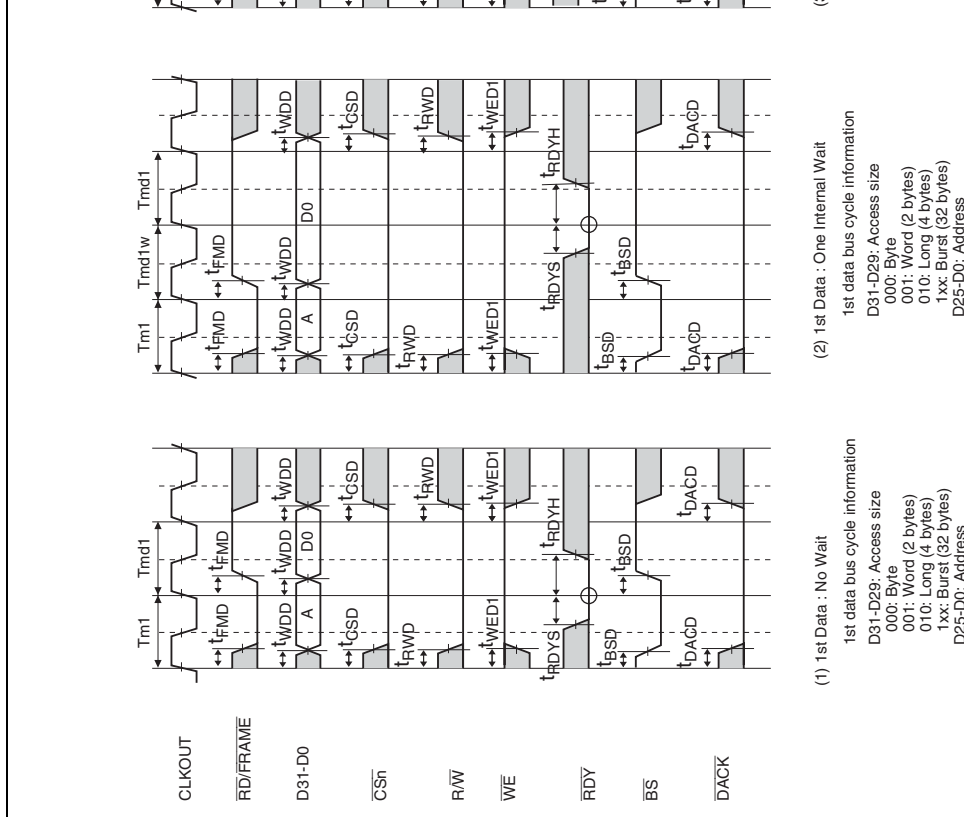 CLKOUT
RD/FRAME
D31-D0
CSn
R/W
WE
RDY
BS
DACK
Tm1
Tmd1
tFMD
tFMD
tWDD
tWDD
tWDD
A
D0
tCSD
tCSD
tRWD
tRWD
tWED1
tWED1
tRDYS
tRDYH
tBSD
tBSD
tDACD
tDACD
(1) 1st Data : No Wait
1st data bus cycle information
D31-D29: Access size
000: Byte
001: Word (2 bytes)
010: Long (4 bytes)
1xx: Burst (32 bytes)
D25-D0: Address
Tm1
Tmd1w
Tmd1
tFMD
tFMD
tWDD
tWDD
tWDD
A
D0
tCSD
tCSD
tRWD
tRWD
tWED1
tWED1
tRDYS
tRDYH
tBSD
tBSD
tDACD
tDACD
(2) 1st Data : One Internal Wait
1st data bus cycle information
D31-D29: Access size
000: Byte
001: Word (2 bytes)
010: Long (4 bytes)
1xx: Burst (32 bytes)
D25-D0: Address